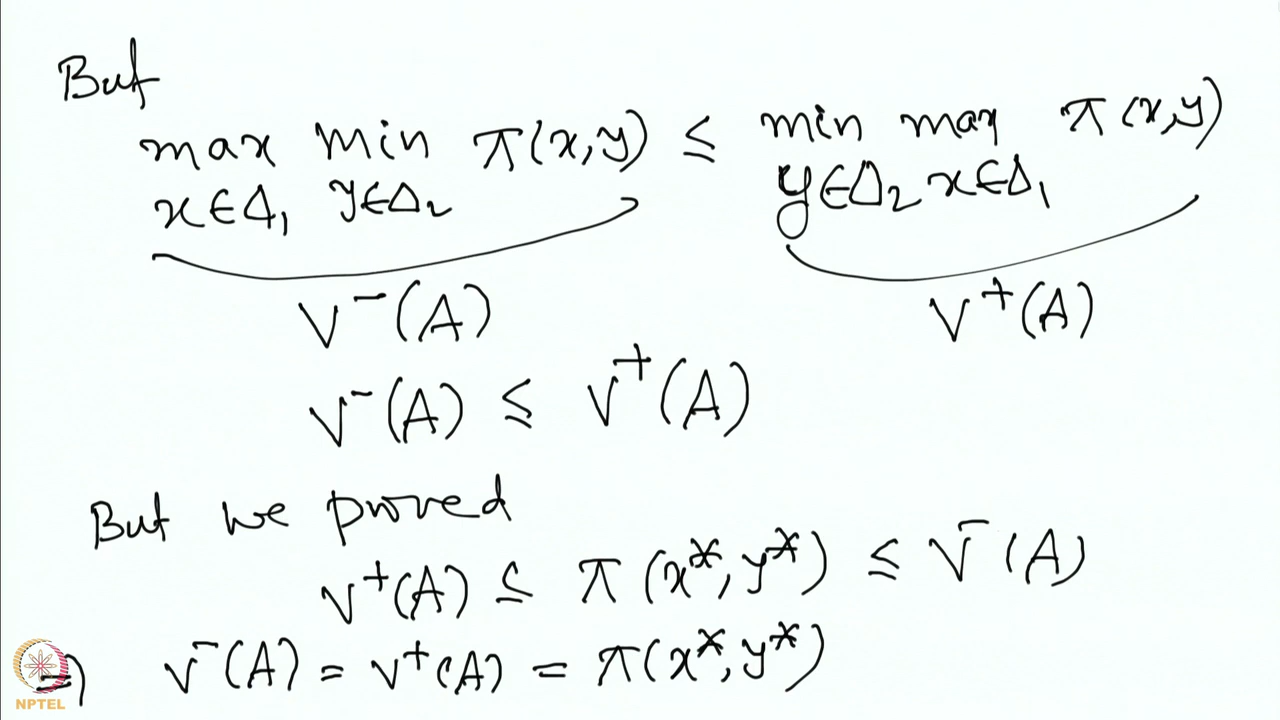 But
max min π(x,y) ≤ min max π(x,y)
x∈Δ₁ y∈Δ₂ y∈Δ₂ x∈Δ₁
V⁻(A) V⁺(A)
V⁻(A) ≤ V⁺(A)
But we proved
V⁺(A) ≤ π(x*,y*) ≤ V⁻(A)
⇒ V⁻(A) = V⁺(A) = π(x*,y*)
NPTEL